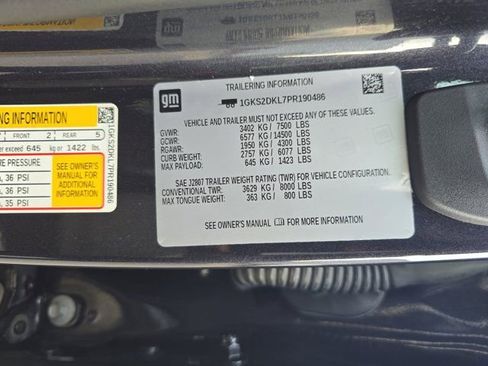 gm
TRAILERING INFORMATION
1GKS2DKL7PR190486
VEHICLE AND TRAILER MUST NOT EXCEED ANY OF THESE VALUES
GVWR: 3402 KG / 7500 LBS
GCWR: 6577 KG / 14500 LBS
RGAWR: 1950 KG / 4300 LBS
CURB WEIGHT: 2757 KG / 6077 LBS
MAX PAYLOAD: 645 KG / 1423 LBS
SAE J2807 TRAILER WEIGHT RATING (TWR) FOR VEHICLE CONFIGURATION.
CONVENTIONAL TWR: 3629 KG / 8000 LBS
MAX TONGUE WEIGHT: 363 KG / 800 LBS
SEE OWNER'S MANUAL FOR MORE INFORMATION
ING INFORMATION
FRONT 2 REAR 5
exceed 645 kg or 1422 lbs.
PRESSURE
36 PSI
36 PSI
35 PSI
SEE OWNER'S
MANUAL FOR
ADDITIONAL
INFORMATION
1GKS2DKL7PR190486